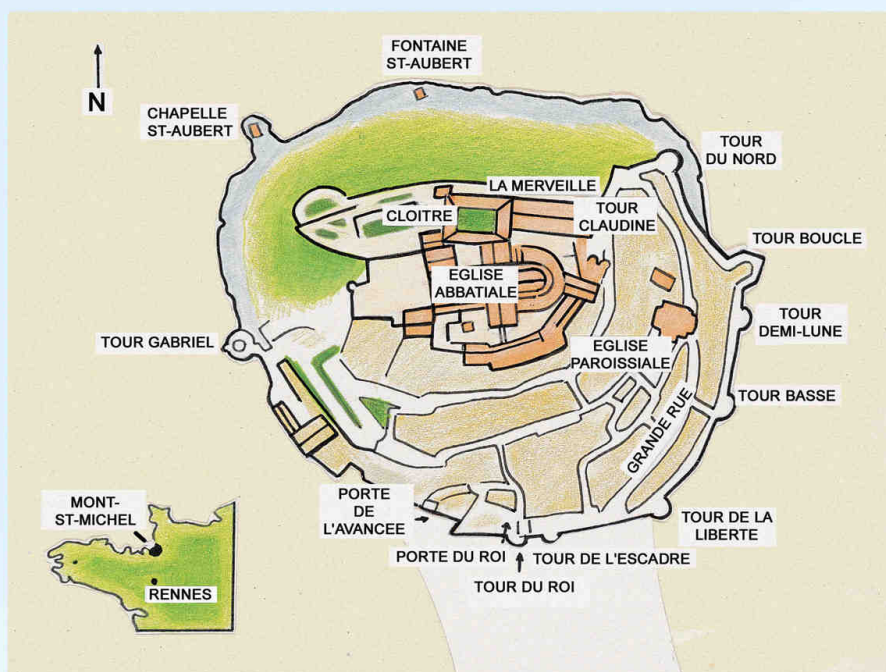 FONTAINE
ST-AUBERT
N
CHAPELLE
ST-AUBERT
TOUR
DU NORD
LA MERVEILLE
CLOITRE
TOUR
CLAUDINE
TOUR BOUCLE
EGLISE
ABBATIALE
TOUR
DEMI-LUNE
TOUR GABRIEL
EGLISE
PAROISSIALE
TOUR BASSE
GRANDE RUE
MONT-
ST-MICHEL
PORTE
DE
L'AVANCEE
TOUR DE LA
LIBERTE
PORTE DU ROI
TOUR DE L'ESCADRE
TOUR DU ROI
RENNES